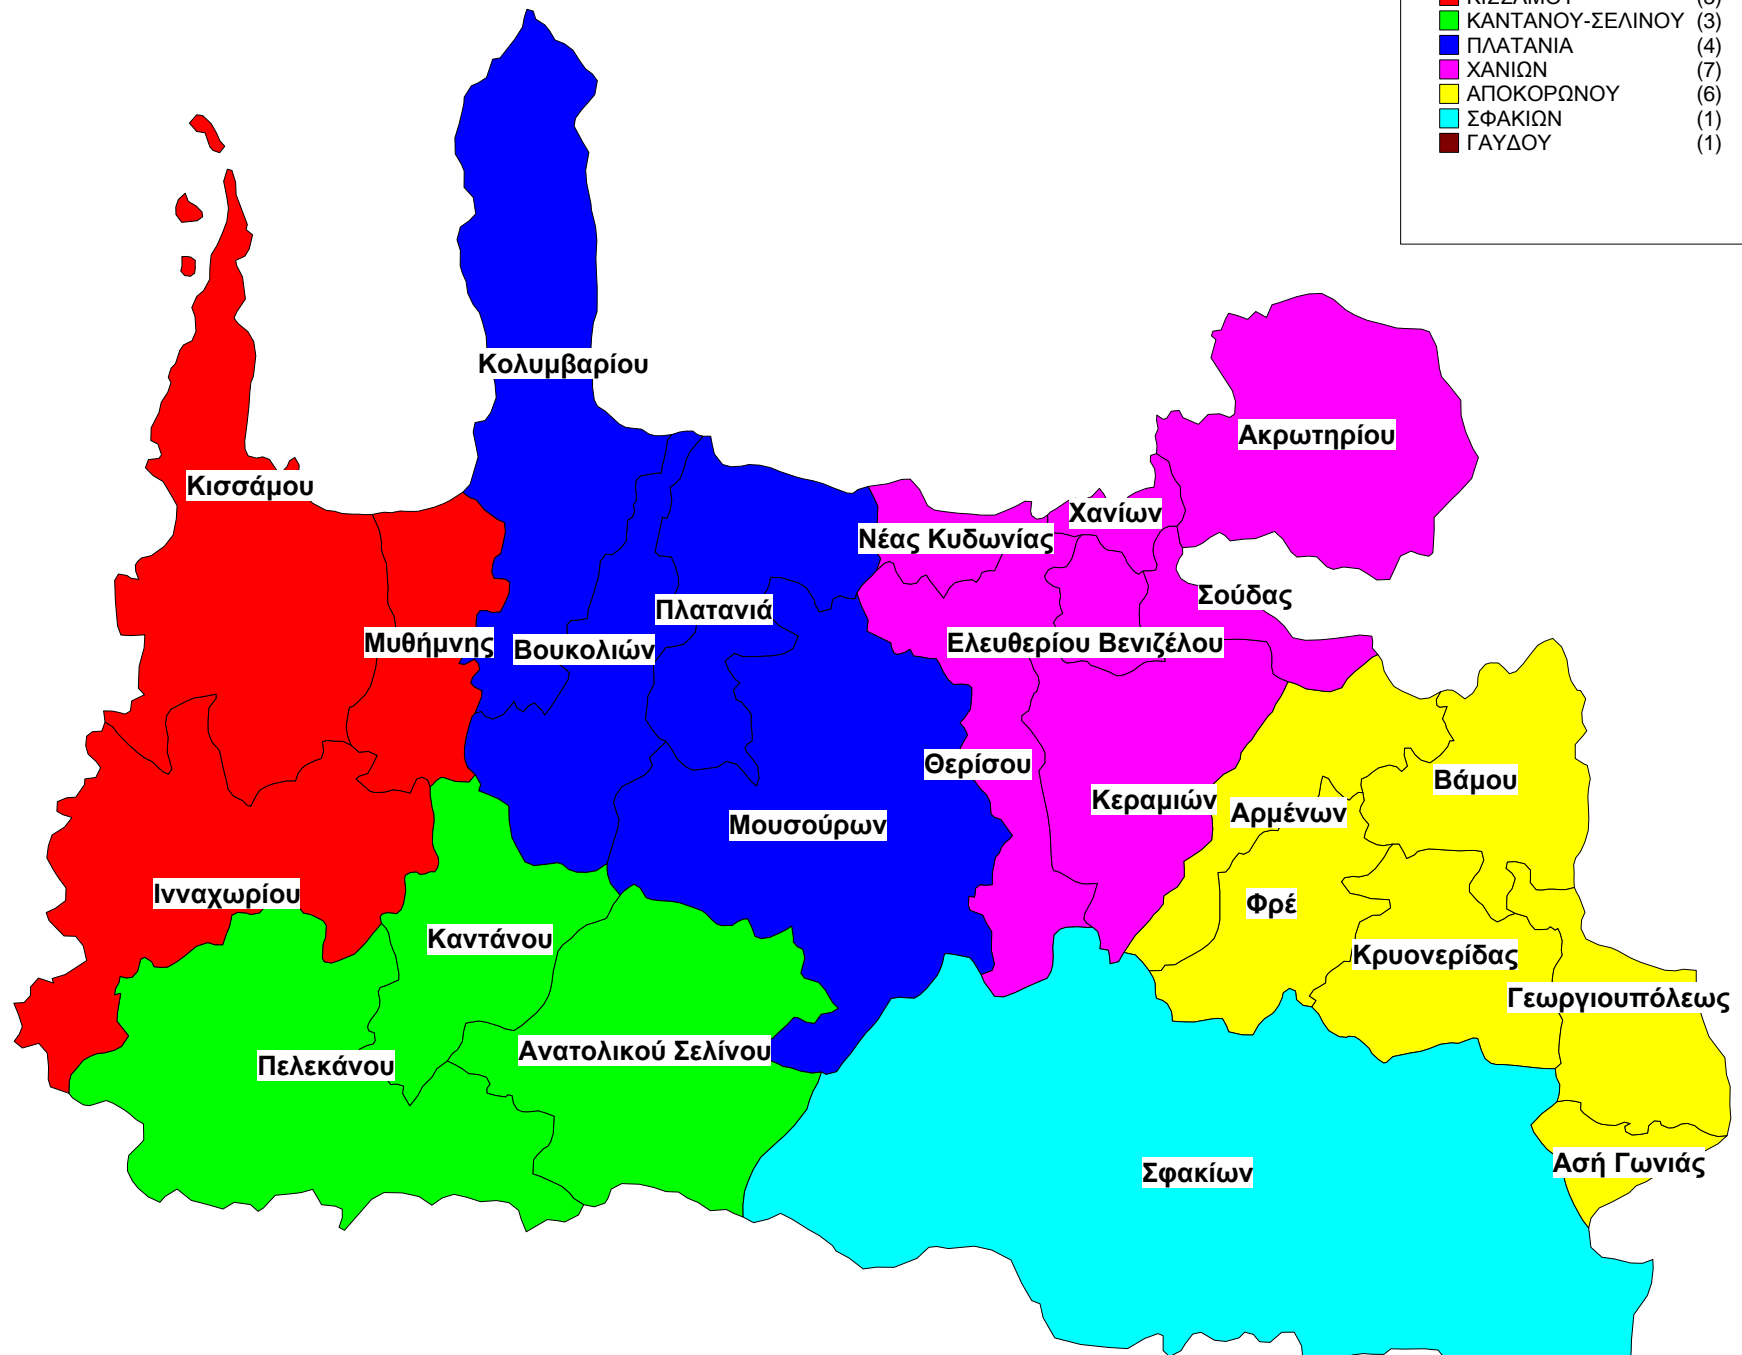 ΚΑΝΤΑΝΟΥ-ΣΕΛΙΝΟΥ (3)
ΠΛΑΤΑΝΙΑ (4)
ΧΑΝΙΩΝ (7)
ΑΠΟΚΟΡΩΝΟΥ (6)
ΣΦΑΚΙΩΝ (1)
ΓΑΥΔΟΥ (1)
Κολυμβαρίου
Ακρωτηρίου
Κισσάμου
Χανίων
Νέας Κυδωνίας
Σούδας
Πλατανιά
Μυθήμνης
Βουκολιών
Ελευθερίου Βενιζέλου
Θερίσου
Βάμου
Κεραμιών
Αρμένων
Μουσούρων
Ινναχωρίου
Φρέ
Καντάνου
Κρυονερίδας
Γεωργιουπόλεως
Ανατολικού Σελίνου
Πελεκάνου
Ασή Γωνιάς
Σφακίων